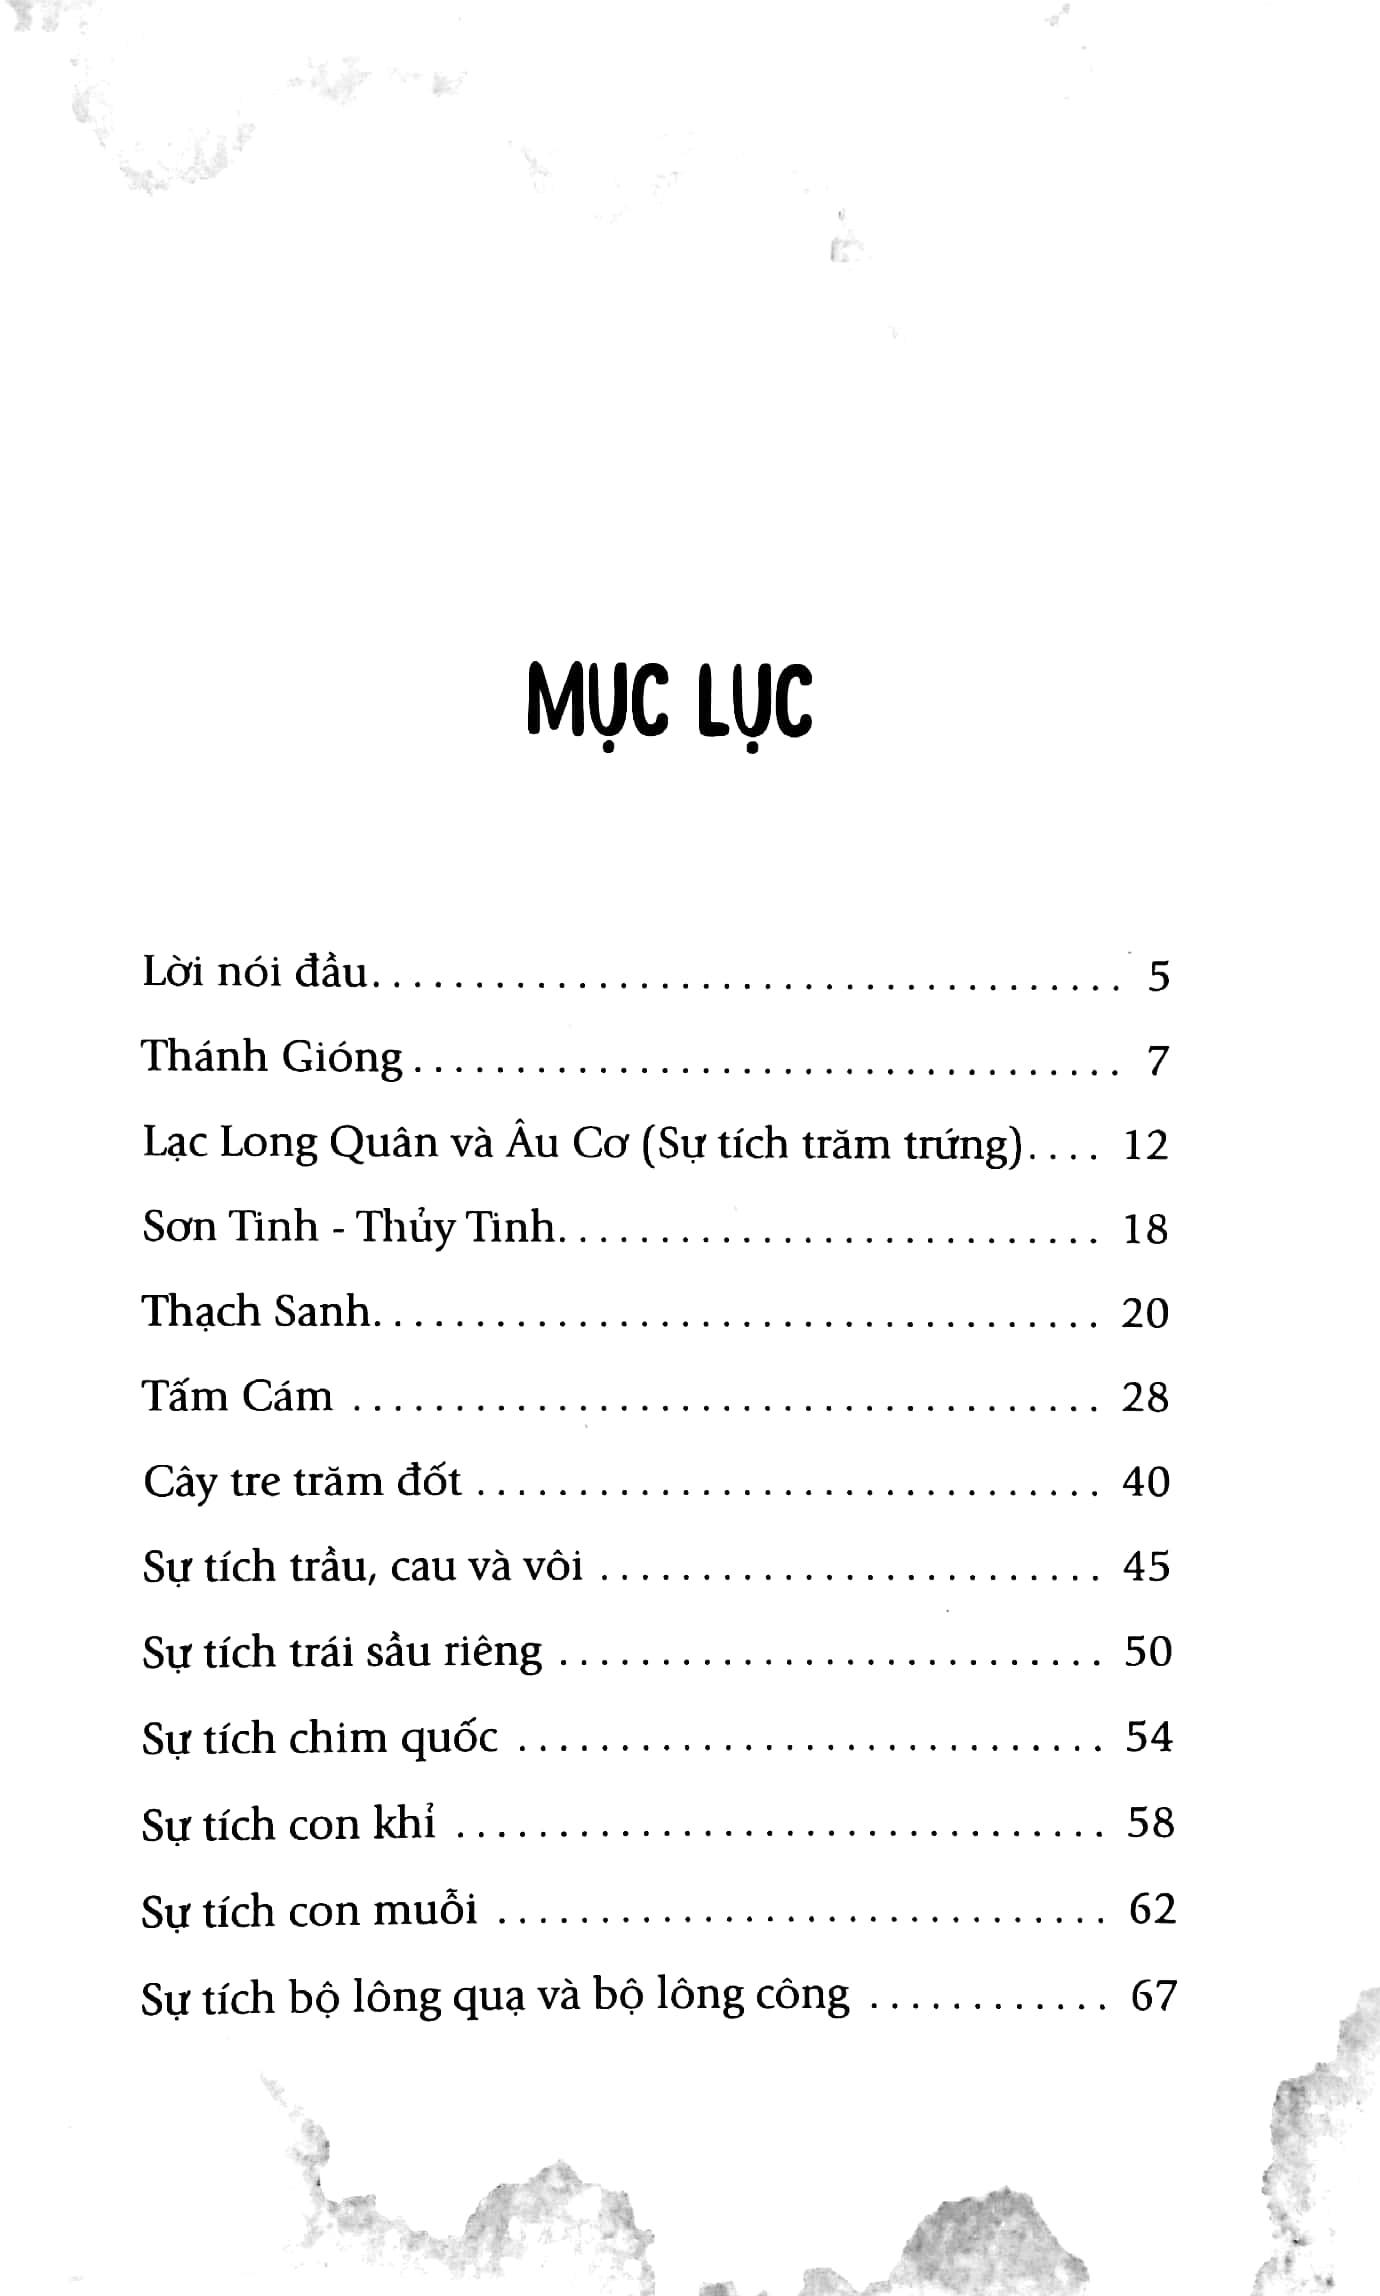 MỤC LỤC
Lời nói đầu. . . . . . . . . . . . . . . . . . . . . . . . . . . . . . . . . . . . . 5
Thánh Gióng . . . . . . . . . . . . . . . . . . . . . . . . . . . . . . . . . . . 7
Lạc Long Quân và Âu Cơ (Sự tích trăm trứng). . . . 12
Sơn Tinh - Thủy Tinh. . . . . . . . . . . . . . . . . . . . . . . . . . . 18
Thạch Sanh. . . . . . . . . . . . . . . . . . . . . . . . . . . . . . . . . . . . 20
Tấm Cám . . . . . . . . . . . . . . . . . . . . . . . . . . . . . . . . . . . . . 28
Cây tre trăm đốt . . . . . . . . . . . . . . . . . . . . . . . . . . . . . . . 40
Sự tích trầu, cau và vôi . . . . . . . . . . . . . . . . . . . . . . . . . 45
Sự tích trái sầu riêng . . . . . . . . . . . . . . . . . . . . . . . . . . . 50
Sự tích chim quốc . . . . . . . . . . . . . . . . . . . . . . . . . . . . . 54
Sự tích con khỉ . . . . . . . . . . . . . . . . . . . . . . . . . . . . . . . . 58
Sự tích con muỗi . . . . . . . . . . . . . . . . . . . . . . . . . . . . . . 62
Sự tích bộ lông quạ và bộ lông công . . . . . . . . . . . . 67